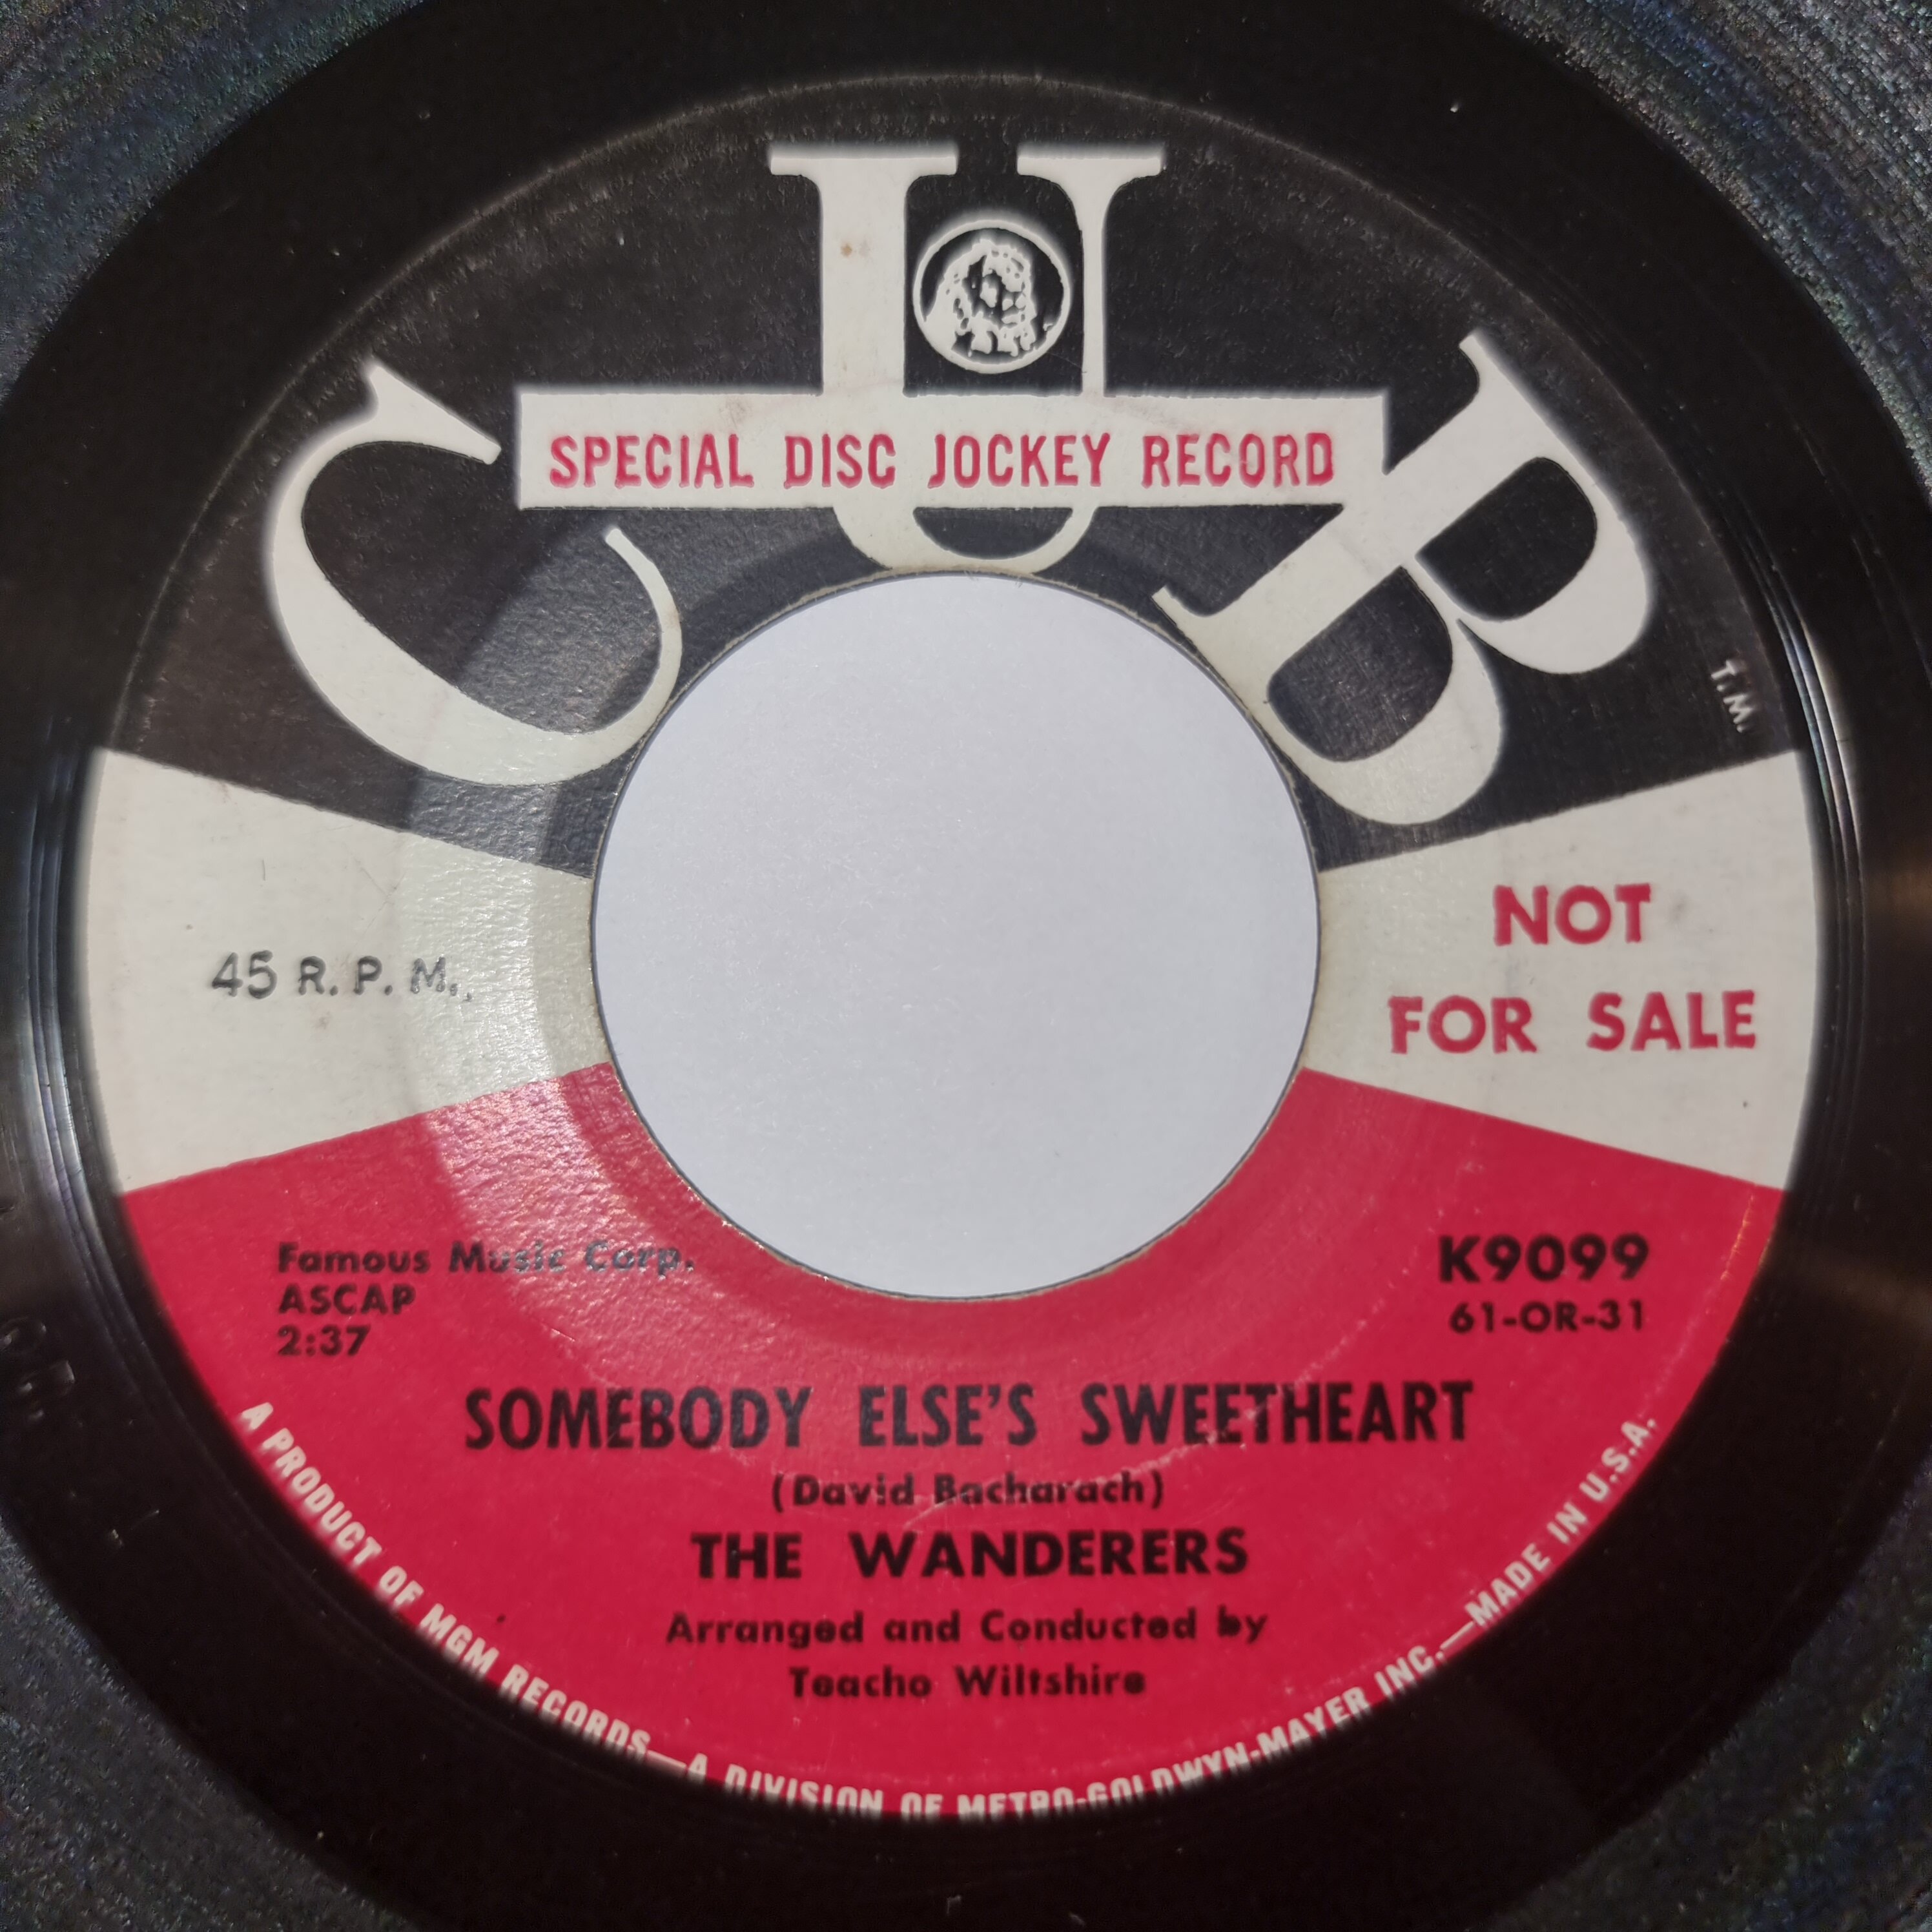 CUB
SPECIAL DISC JOCKEY RECORD
T.M.
45 R. P. M.
NOT
FOR SALE
Famous Music Corp.
ASCAP
2:37
K9099
61-OR-31
SOMEBODY ELSE'S SWEETHEART
(David Bacharach)
THE WANDERERS
Arranged and Conducted by
Teacho Wiltshire
A PRODUCT OF MGM RECORDS—A DIVISION OF METRO-GOLDWYN-MAYER INC.—MADE IN U.S.A.